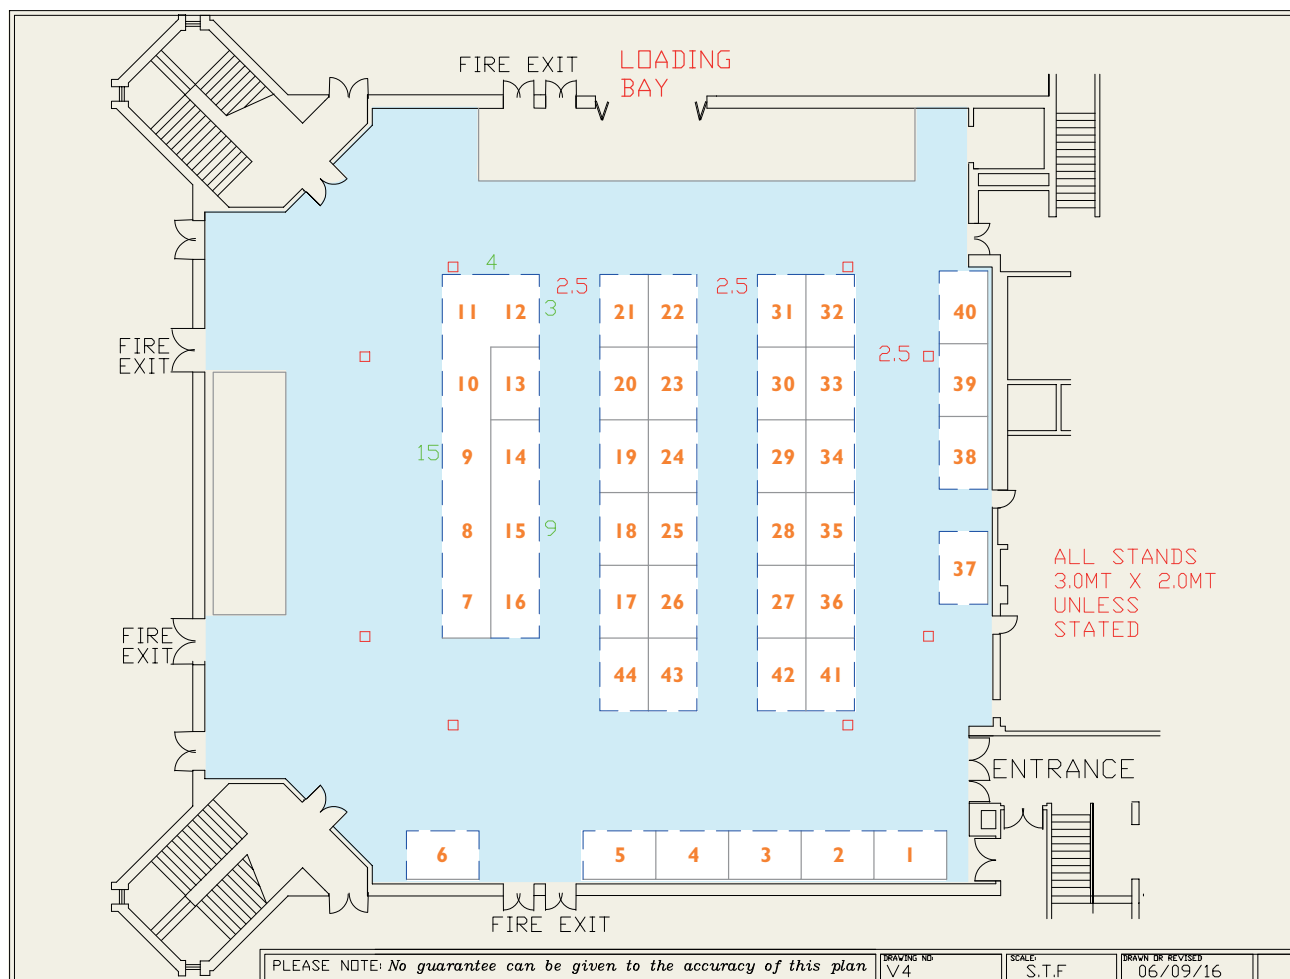 FIRE EXIT
LOADING
BAY
4
2.5
2.5
11 12
3
21 22
31 32
40
FIRE
EXIT
2.5
10 13
20 23
30 33
39
15
9 14
19 24
29 34
38
8 15
9
18 25
28 35
37
ALL STANDS
3.0MT X 2.0MT
UNLESS
STATED
7 16
17 26
27 36
FIRE
EXIT
44 43
42 41
ENTRANCE
6
5 4 3 2 1
FIRE EXIT
PLEASE NOTE: No guarantee can be given to the accuracy of this plan
DRAWING NO
V4
SCALE:
S.T.F
DRAWN OR REVISED
06/09/16